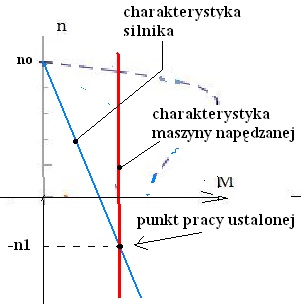 charakterystyka
silnika
n
no
charakterystyka
maszyny napędzanej
M
punkt pracy ustalonej
-n1